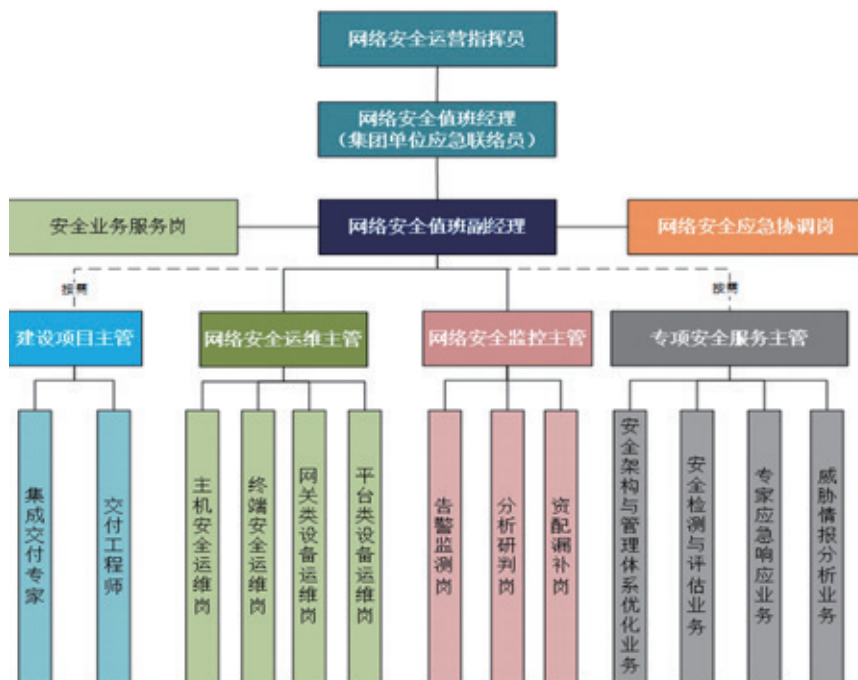 网络安全运营指挥员
网络安全值班经理
（集团单位应急联络员）
安全业务服务岗
网络安全值班副经理
网络安全应急协调岗
按需
按需
建设项目主管
网络安全运维主管
网络安全监控主管
专项安全服务主管
集成交付专家
交付工程师
主机安全运维岗
终端安全运维岗
网关类设备运维岗
平台类设备运维岗
告警监测岗
分析研判岗
资配漏补岗
安全架构与管理体系优化业务
安全检测与评估业务
专家应急响应业务
威胁情报分析业务